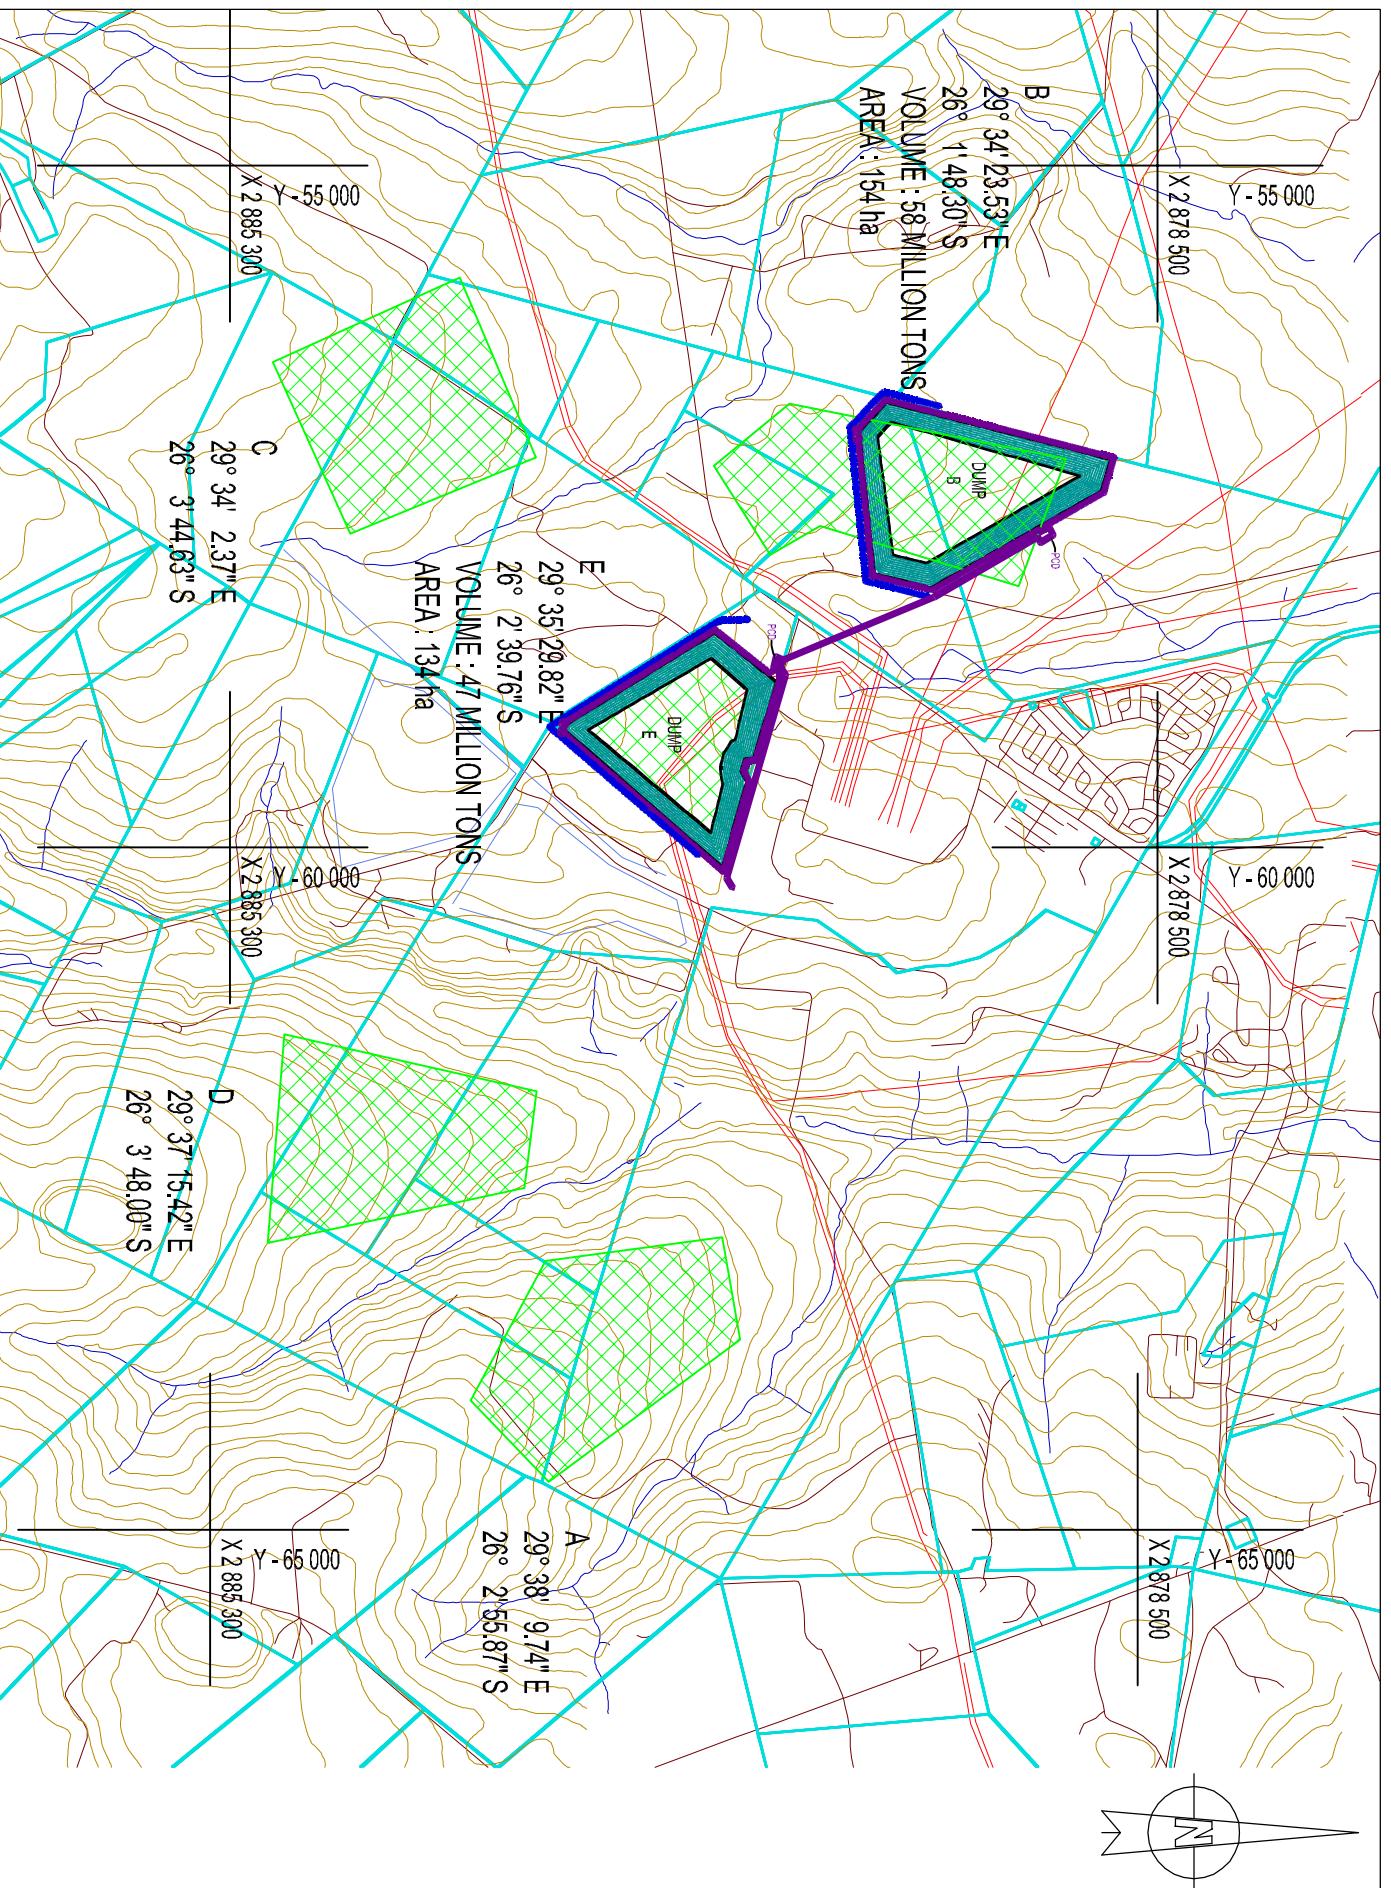 B
29° 34' 23.53" E
26° 1' 48.30" S
VOLUME : 58 MILLION TONS
AREA : 154 ha
Y - 55 000
X 2 878 500
Y - 55 000
X 2 885 300
DUMP
B
PCD
C
29° 34' 2.37" E
26° 3' 44.63" S
E
29° 35' 29.82" E
26° 2' 39.76" S
VOLUME : 47 MILLION TONS
AREA : 134 ha
PCD
DUMP
E
Y - 60 000
X 2 878 500
Y - 60 000
X 2 885 300
D
29° 37' 15.42" E
26° 3' 48.00" S
A
29° 38' 9.74" E
26° 2' 55.87" S
Y - 65 000
X 2 878 500
Y - 65 000
X 2 885 300
N